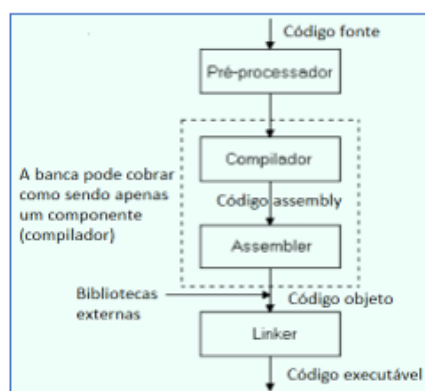 Código fonte
Pré-processador
A banca pode cobrar
como sendo apenas
um componente
(compilador)
Compilador
Código assembly
Assembler
Bibliotecas
externas
Código objeto
Linker
Código executável